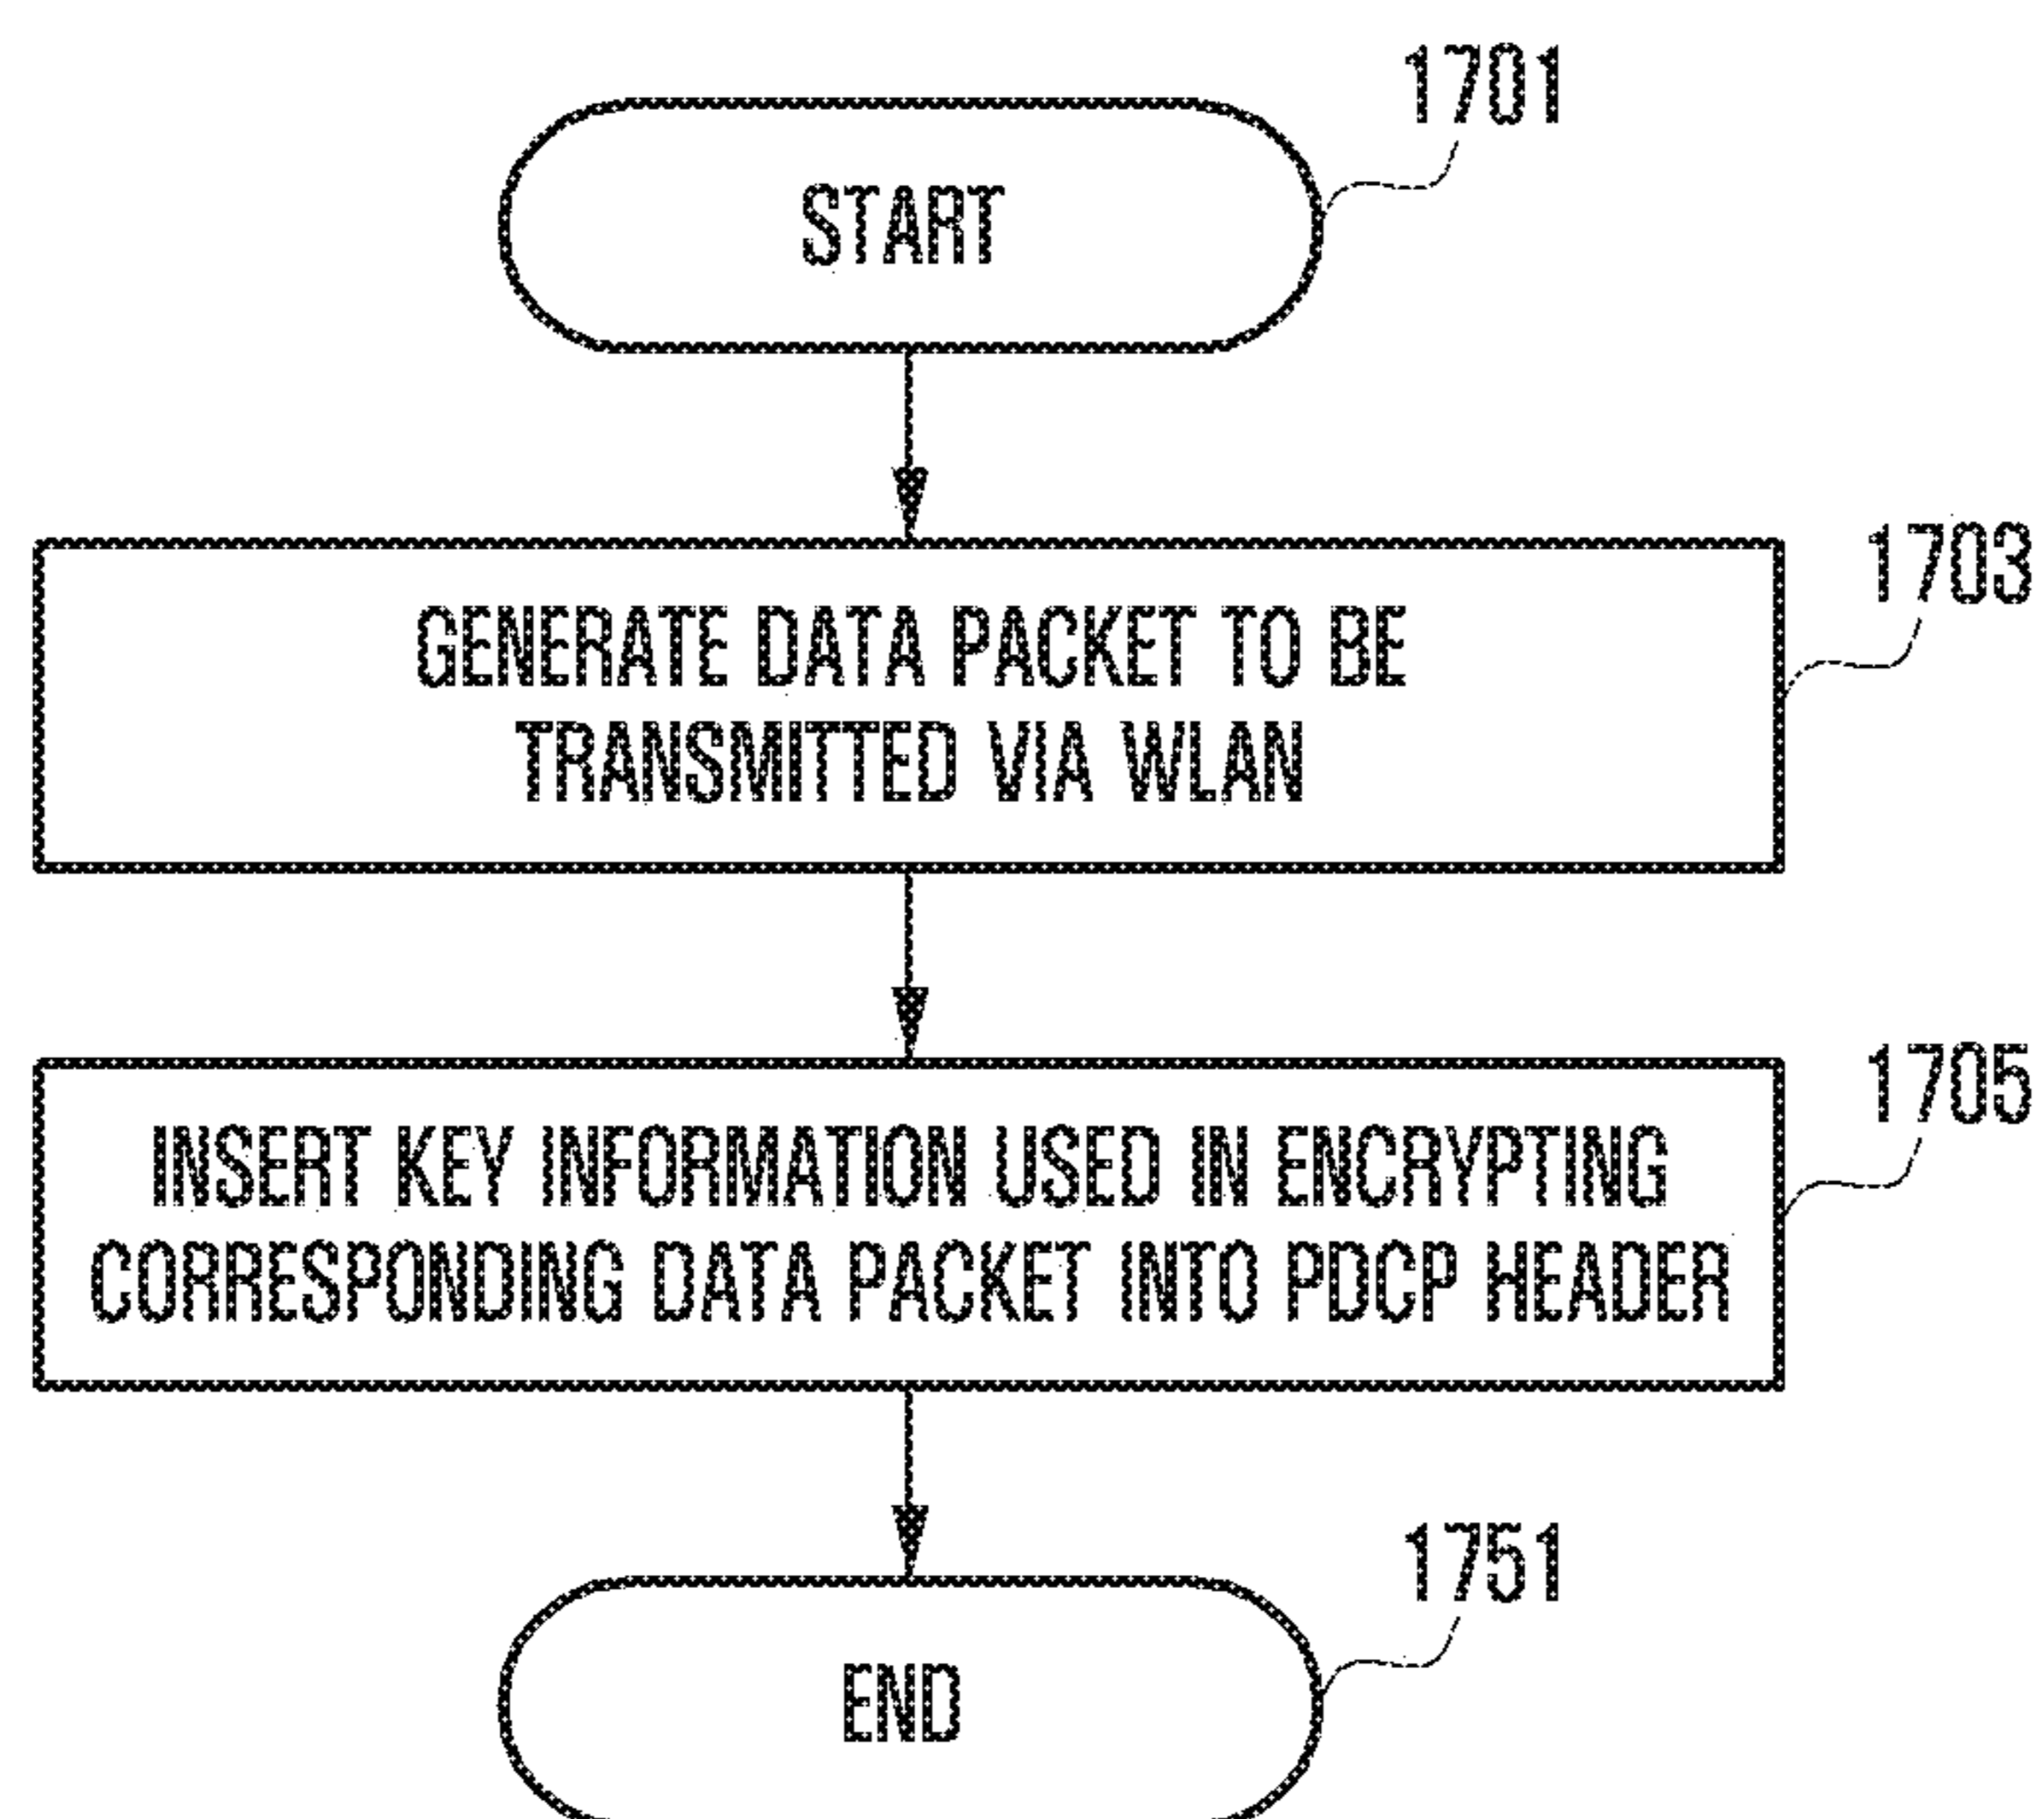 1701
START
1703
GENERATE DATA PACKET TO BE
TRANSMITTED VIA WLAN
1705
INSERT KEY INFORMATION USED IN ENCRYPTING
CORRESPONDING DATA PACKET INTO PDCP HEADER
1751
END